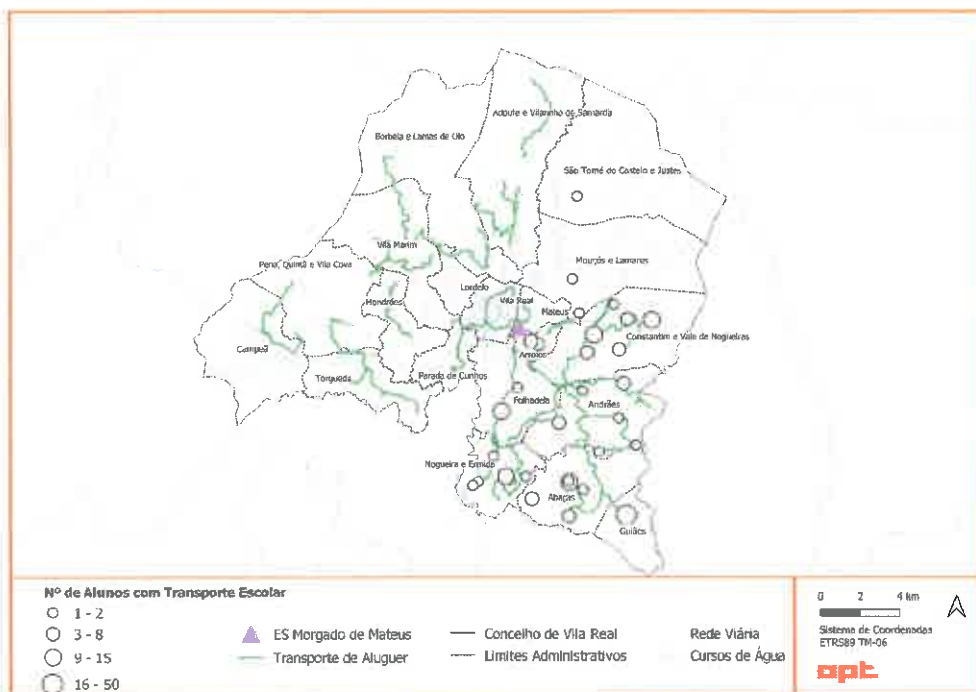 Adoufe e Vilarinho de Samardã
Borbela e Lamas de Olo
São Tomé do Castelo e Justes
Vila Marim
Mouçós e Lamares
Pena, Quintã e Vila Cova
Lordelo
Vila Real
Mondrões
Mateus
Constantim e Vale de Nogueiras
Arroios
Campeã
Parada de Cunhos
Torgueda
Folhadela
Andrães
Nogueira e Ermida
Abaças
Guiães
Nº de Alunos com Transporte Escolar
1 - 2
3 - 8
9 - 15
16 - 50
ES Morgado de Mateus
Transporte de Aluguer
Concelho de Vila Real
Limites Administrativos
Rede Viária
Cursos de Água
0 2 4 km
Sistema de Coordenadas
ETRS89 TM-06
opt